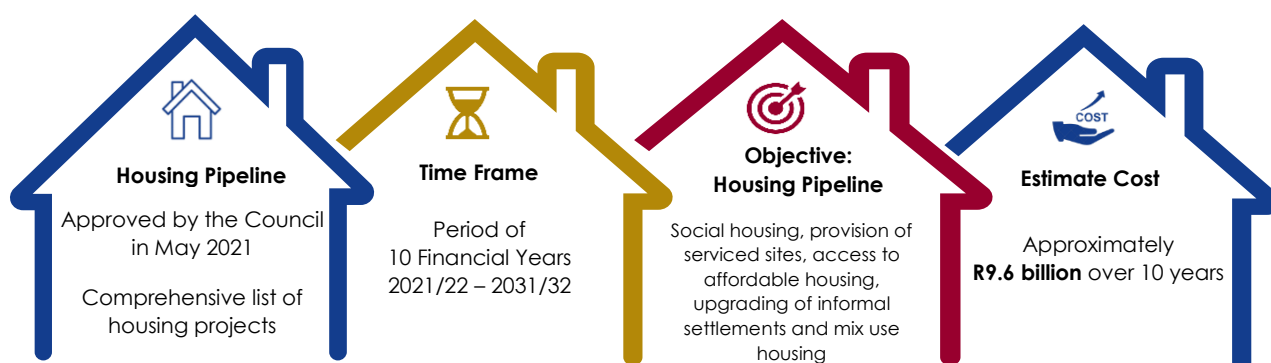 Housing Pipeline
Approved by the Council
in May 2021
Comprehensive list of
housing projects
Time Frame
Period of
10 Financial Years
2021/22 – 2031/32
Objective:
Housing Pipeline
Social housing, provision of
serviced sites, access to
affordable housing,
upgrading of informal
settlements and mix use
housing
COST
Estimate Cost
Approximately
R9.6 billion over 10 years